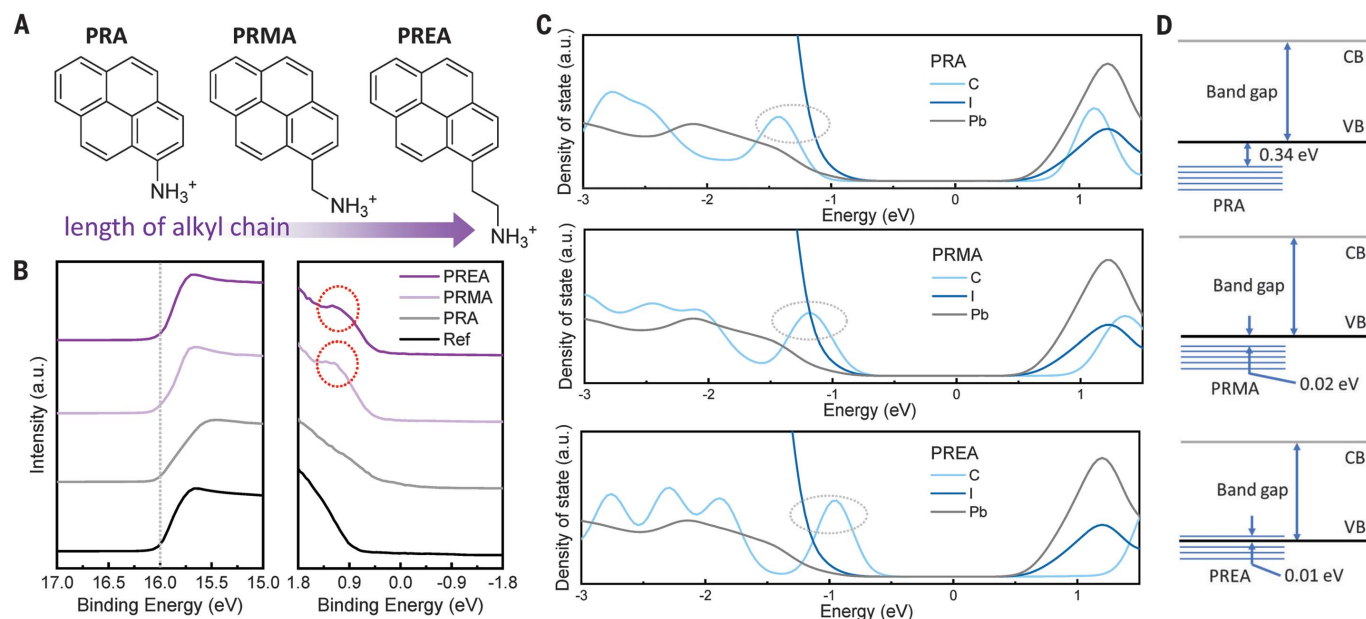 A
PRA
PRMA
PREA
NH3+
NH3+
NH3+
length of alkyl chain
B
Intensity (a.u.)
PREA
PRMA
PRA
Ref
17.0 16.5 16.0 15.5 15.0
Binding Energy (eV)
1.8 0.9 0.0 -0.9 -1.8
Binding Energy (eV)
C
Density of state (a.u.)
PRA
C
I
Pb
-3 -2 -1 0 1
Energy (eV)
Density of state (a.u.)
PRMA
C
I
Pb
-3 -2 -1 0 1
Energy (eV)
Density of state (a.u.)
PREA
C
I
Pb
-3 -2 -1 0 1
Energy (eV)
D
CB
Band gap
VB
0.34 eV
PRA
CB
Band gap
VB
PRMA
0.02 eV
CB
Band gap
VB
PREA
0.01 eV